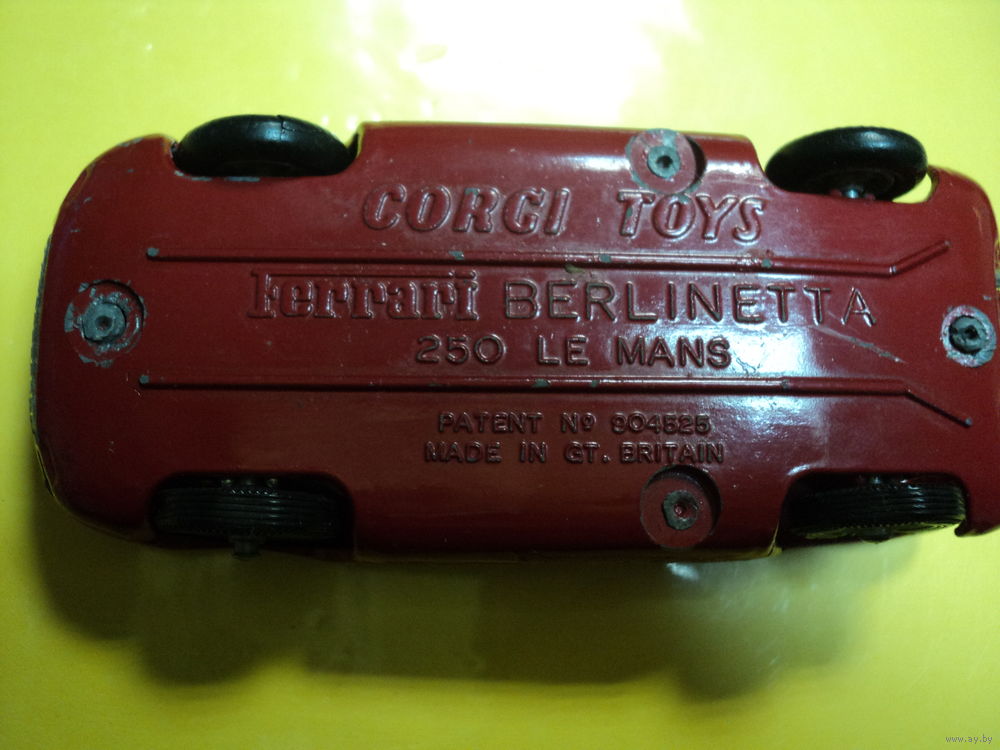 CORGI TOYS
Ferrari BERLINETTA
250 LE MANS
PATENT Nº 904525
MADE IN GT. BRITAIN
www.ay.by